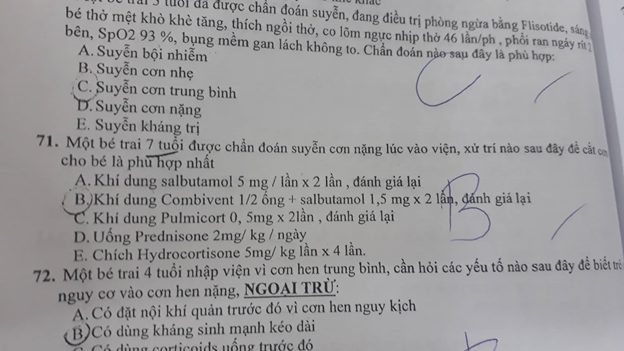 trai 3 tuổi đã được chẩn đoán suyễn, đang điều trị phòng ngừa bằng Flisotide, sáng
bé thở mệt khò khè tăng, thích ngồi thở, co lõm ngực nhịp thở 46 lần/ph , phổi ran ngáy rít 2
bên, SpO2 93 %, bụng mềm gan lách không to. Chẩn đoán nào sau đây là phù hợp:
A. Suyễn bội nhiễm
B. Suyễn cơn nhẹ
C. Suyễn cơn trung bình
D. Suyễn cơn nặng
E. Suyễn kháng trị
C
71. Một bé trai 7 tuổi được chẩn đoán suyễn cơn nặng lúc vào viện, xử trí nào sau đây để cắt cơn
cho bé là phù hợp nhất
A. Khí dung salbutamol 5 mg / lần x 2 lần , đánh giá lại
B. Khí dung Combivent 1/2 ống + salbutamol 1,5 mg x 2 lần, đánh giá lại
C. Khí dung Pulmicort 0, 5mg x 2lần , đánh giá lại
D. Uống Prednisone 2mg/ kg / ngày
E. Chích Hydrocortisone 5mg/ kg lần x 4 lần.
B
72. Một bé trai 4 tuổi nhập viện vì cơn hen trung bình, cần hỏi các yếu tố nào sau đây để biết trẻ
nguy cơ vào cơn hen nặng, NGOẠI TRỪ:
A. Có đặt nội khí quản trước đó vì cơn hen nguy kịch
B Có dùng kháng sinh mạnh kéo dài
Có dùng corticoids uống trước đó